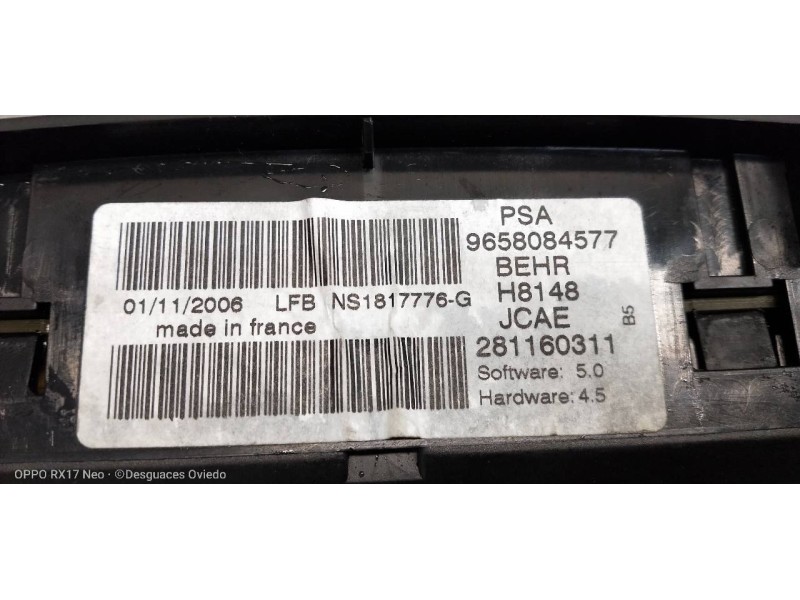 PSA
9658084577
BEHR
H8148
JCAE
281160311
Software: 5.0
Hardware: 4.5
B5
01/11/2006 LFB NS1817776-G
made in france
OPPO RX17 Neo · ©Desguaces Oviedo